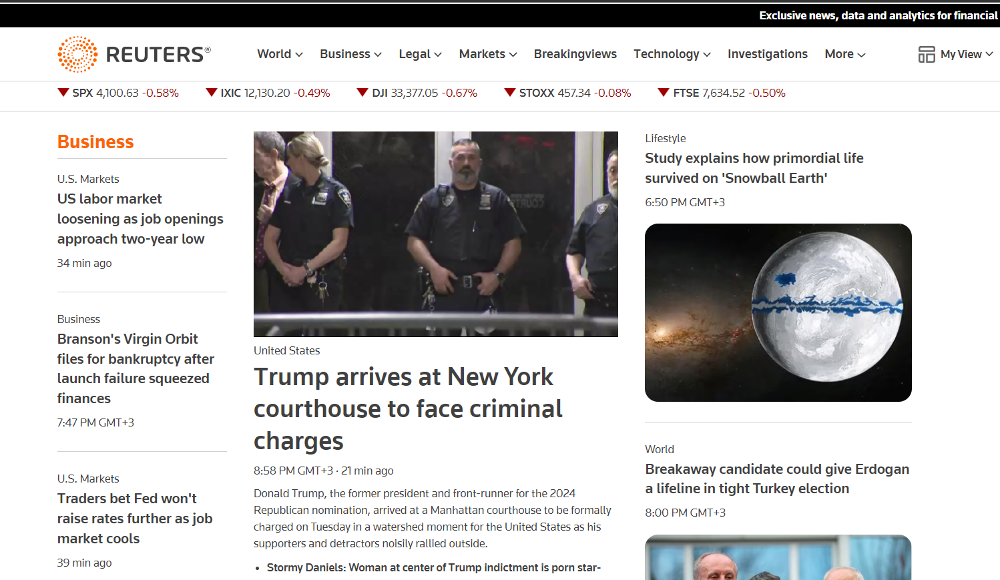 Exclusive news, data and analytics for financial
REUTERS®
World Business Legal Markets Breakingviews Technology Investigations More My View
SPX 4,100.63 -0.58% IXIC 12,130.20 -0.49% DJI 33,377.05 -0.67% STOXX 457.34 -0.08% FTSE 7,634.52 -0.50%
Business
U.S. Markets
US labor market
loosening as job openings
approach two-year low
34 min ago
Business
Branson's Virgin Orbit
files for bankruptcy after
launch failure squeezed
finances
7:47 PM GMT+3
U.S. Markets
Traders bet Fed won't
raise rates further as job
market cools
39 min ago
United States
Trump arrives at New York
courthouse to face criminal
charges
8:58 PM GMT+3 · 21 min ago
Donald Trump, the former president and front-runner for the 2024
Republican nomination, arrived at a Manhattan courthouse to be formally
charged on Tuesday in a watershed moment for the United States as his
supporters and detractors noisily rallied outside.
• Stormy Daniels: Woman at center of Trump indictment is porn star-
Lifestyle
Study explains how primordial life
survived on 'Snowball Earth'
6:50 PM GMT+3
World
Breakaway candidate could give Erdogan
a lifeline in tight Turkey election
8:00 PM GMT+3